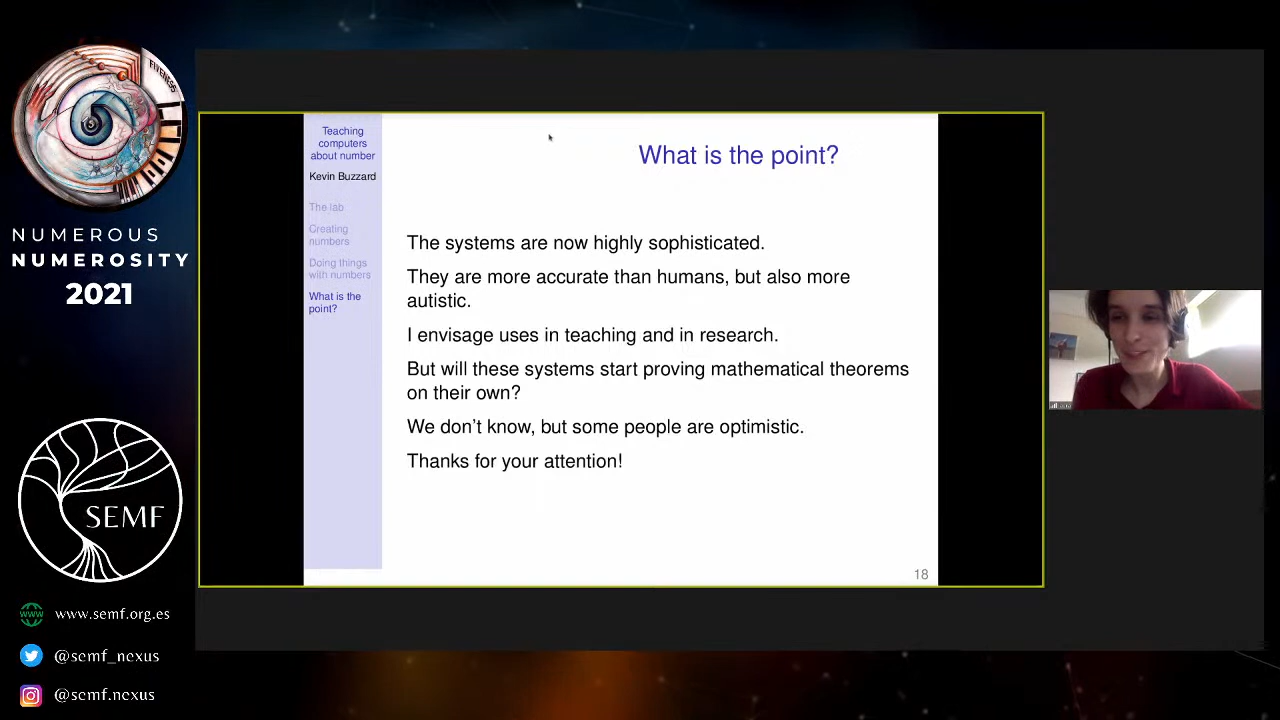 FIVENESS
NUMEROUS
NUMEROSITY
2021
SEMF
www
www.semf.org.es
@semf_nexus
@semf.nexus
Teaching
computers
about number
Kevin Buzzard
The lab
Creating
numbers
Doing things
with numbers
What is the
point?
What is the point?
The systems are now highly sophisticated.
They are more accurate than humans, but also more
autistic.
I envisage uses in teaching and in research.
But will these systems start proving mathematical theorems
on their own?
We don't know, but some people are optimistic.
Thanks for your attention!
18